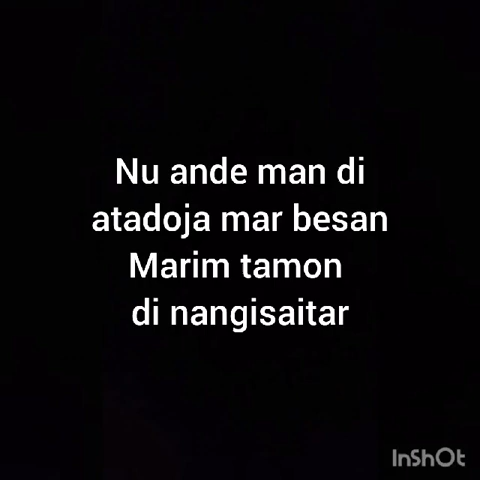 Nu ande man di
atadoja mar besan
Marim tamon
di nangisaitar
InShOt